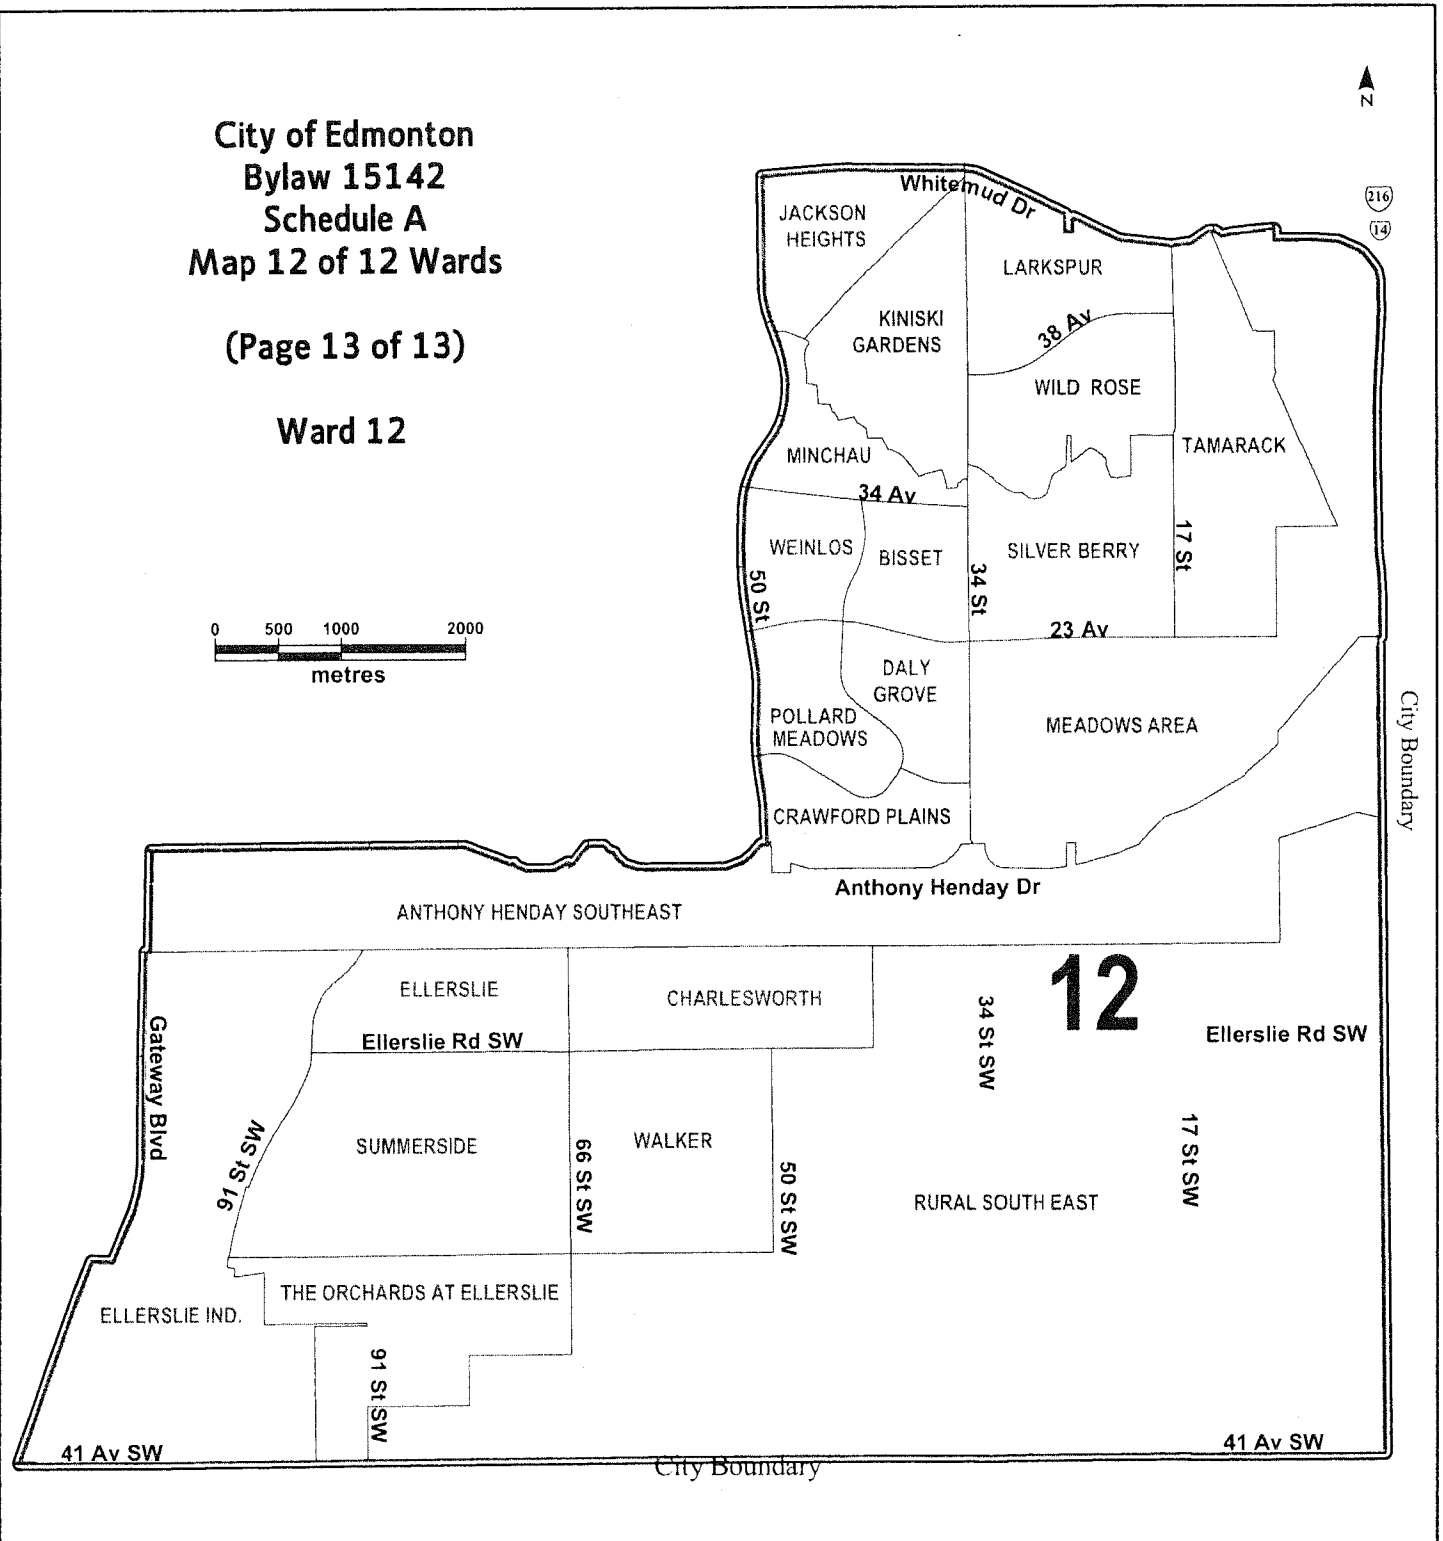 City of Edmonton
Bylaw 15142
Schedule A
Map 12 of 12 Wards
(Page 13 of 13)
Ward 12
N
216
14
Whitemud Dr
JACKSON
HEIGHTS
LARKSPUR
KINISKI
GARDENS
38 Av
WILD ROSE
TAMARACK
MINCHAU
34 Av
WEINLOS
BISSET
SILVER BERRY
17 St
50 St
34 St
23 Av
0 500 1000 2000
metres
DALY
GROVE
POLLARD
MEADOWS
MEADOWS AREA
City Boundary
CRAWFORD PLAINS
Anthony Henday Dr
ANTHONY HENDAY SOUTHEAST
12
ELLERSLIE
CHARLESWORTH
34 St SW
Ellerslie Rd SW
Ellerslie Rd SW
Gateway Blvd
91 St SW
SUMMERSIDE
66 St SW
WALKER
50 St SW
17 St SW
RURAL SOUTH EAST
THE ORCHARDS AT ELLERSLIE
ELLERSLIE IND.
91 St SW
41 Av SW
41 Av SW
City Boundary